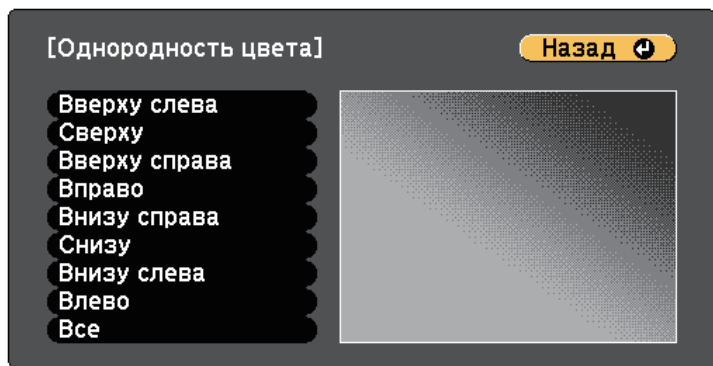 [Однородность цвета]
Назад
Вверху слева
Сверху
Вверху справа
Вправо
Внизу справа
Снизу
Внизу слева
Влево
Все